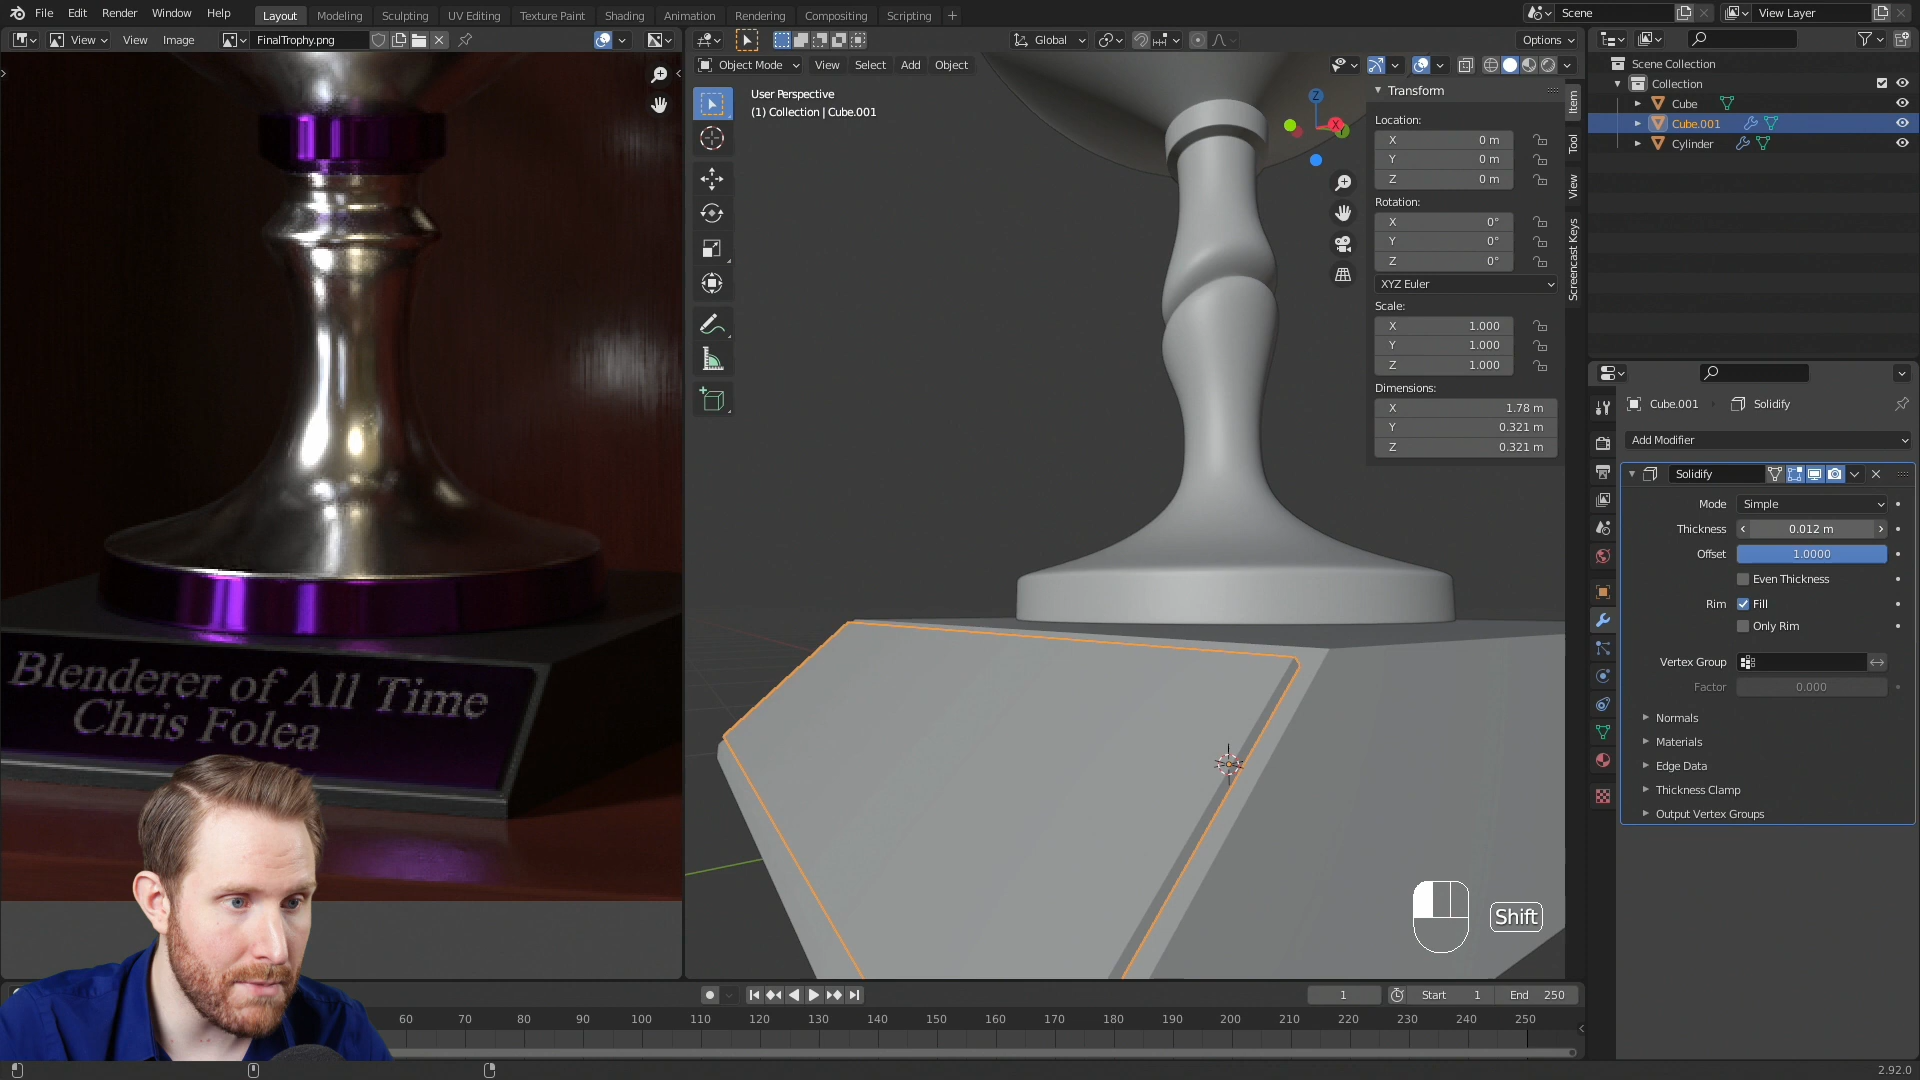 File Edit Render Window Help Layout Modeling Sculpting UV Editing Texture Paint Shading Animation Rendering Compositing Scripting + Scene View Layer
View View Image FinalTrophy.png Global Options
Object Mode View Select Add Object
User Perspective
(1) Collection | Cube.001
Scene Collection
Collection
Cube
Cube.001
Cylinder
Transform
Location:
X 0 m
Y 0 m
Z 0 m
Rotation:
X 0°
Y 0°
Z 0°
XYZ Euler
Scale:
X 1.000
Y 1.000
Z 1.000
Dimensions:
X 1.78 m
Y 0.321 m
Z 0.321 m
Item
Tool
View
Screencast Keys
Z
X
Cube.001 Solidify
Add Modifier
Solidify
Mode Simple
Thickness 0.012 m
Offset 1.0000
Even Thickness
Rim Fill
Only Rim
Vertex Group
Factor 0.000
Normals
Materials
Edge Data
Thickness Clamp
Output Vertex Groups
Blenderer of All Time
Chris Folea
Shift
1 Start 1 End 250
60 70 80 90 100 110 120 130 140 150 160 170 180 190 200 210 220 230 240 250
2.92.0